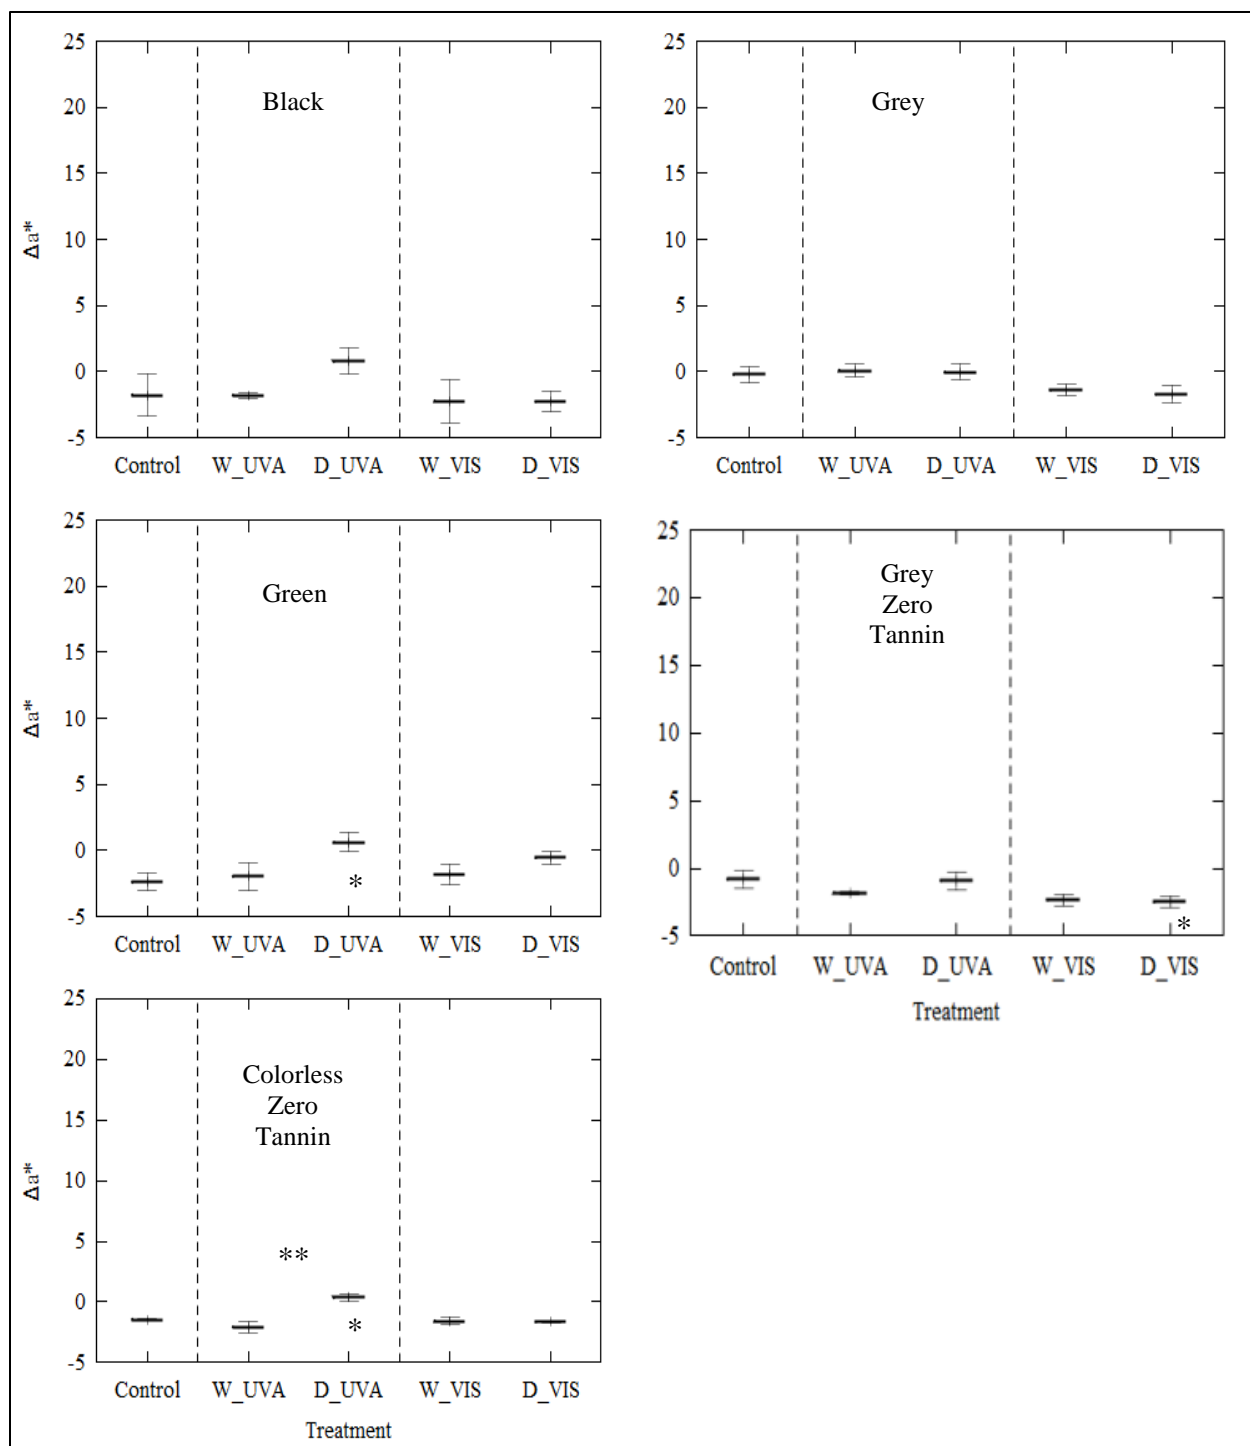 25
20
15
10
5
0
-5
Δa*
Black
Control W_UVA D_UVA W_VIS D_VIS
25
20
15
10
5
0
-5
Grey
Control W_UVA D_UVA W_VIS D_VIS
25
20
15
10
5
0
-5
Δa*
Green
*
Control W_UVA D_UVA W_VIS D_VIS
25
20
15
10
5
0
-5
Grey
Zero
Tannin
*
Control W_UVA D_UVA W_VIS D_VIS
Treatment
25
20
15
10
5
0
-5
Δa*
Colorless
Zero
Tannin
**
*
Control W_UVA D_UVA W_VIS D_VIS
Treatment